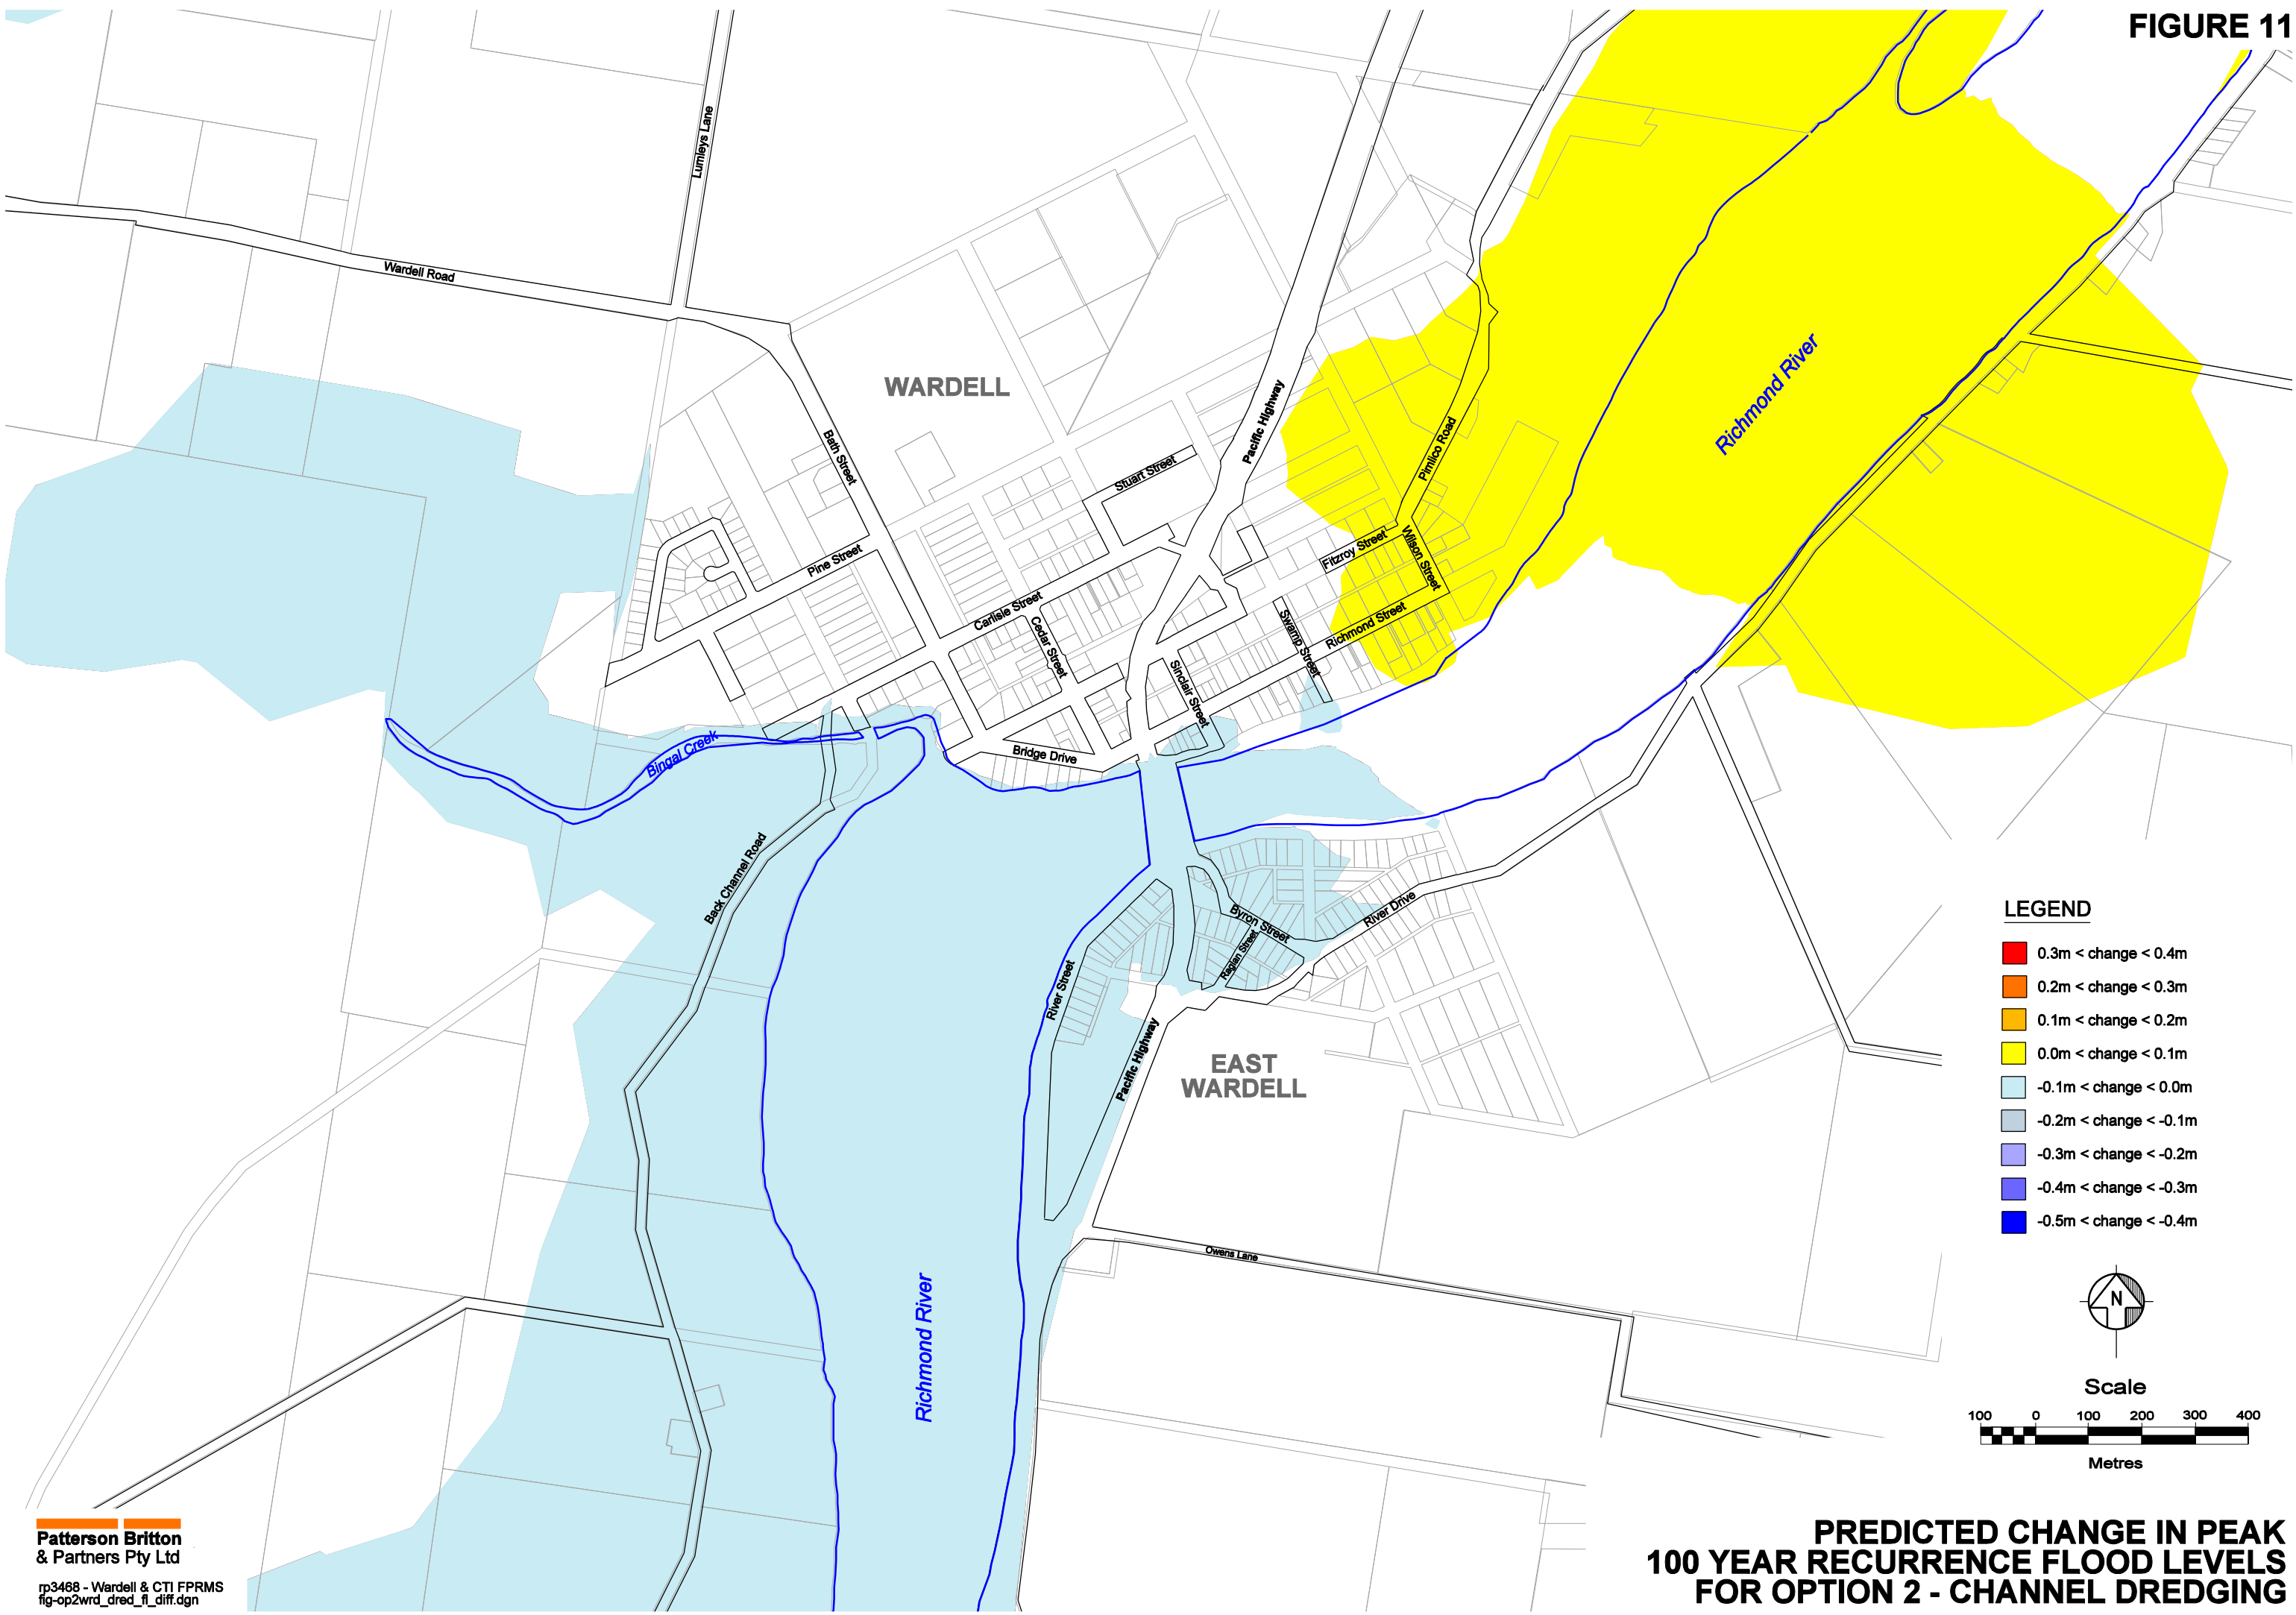 FIGURE 11
Lumleys Lane
Wardell Road
WARDELL
Bath Street
Stuart Street
Pacific Highway
Pimlico Road
Richmond River
Pine Street
Fitzroy Street
Wilson Street
Carlisle Street
Cedar Street
Swamp Street
Richmond Street
Sinclair Street
Bingal Creek
Bridge Drive
Back Channel Road
Byron Street
River Drive
Raglan Street
River Street
Pacific Highway
EAST
WARDELL
Owens Lane
Richmond River
LEGEND
0.3m < change < 0.4m
0.2m < change < 0.3m
0.1m < change < 0.2m
0.0m < change < 0.1m
-0.1m < change < 0.0m
-0.2m < change < -0.1m
-0.3m < change < -0.2m
-0.4m < change < -0.3m
-0.5m < change < -0.4m
N
Scale
100 0 100 200 300 400
Metres
Patterson Britton
& Partners Pty Ltd
rp3468 - Wardell & CTI FPRMS
fig-op2wrd_dred_fl_diff.dgn
PREDICTED CHANGE IN PEAK
100 YEAR RECURRENCE FLOOD LEVELS
FOR OPTION 2 - CHANNEL DREDGING